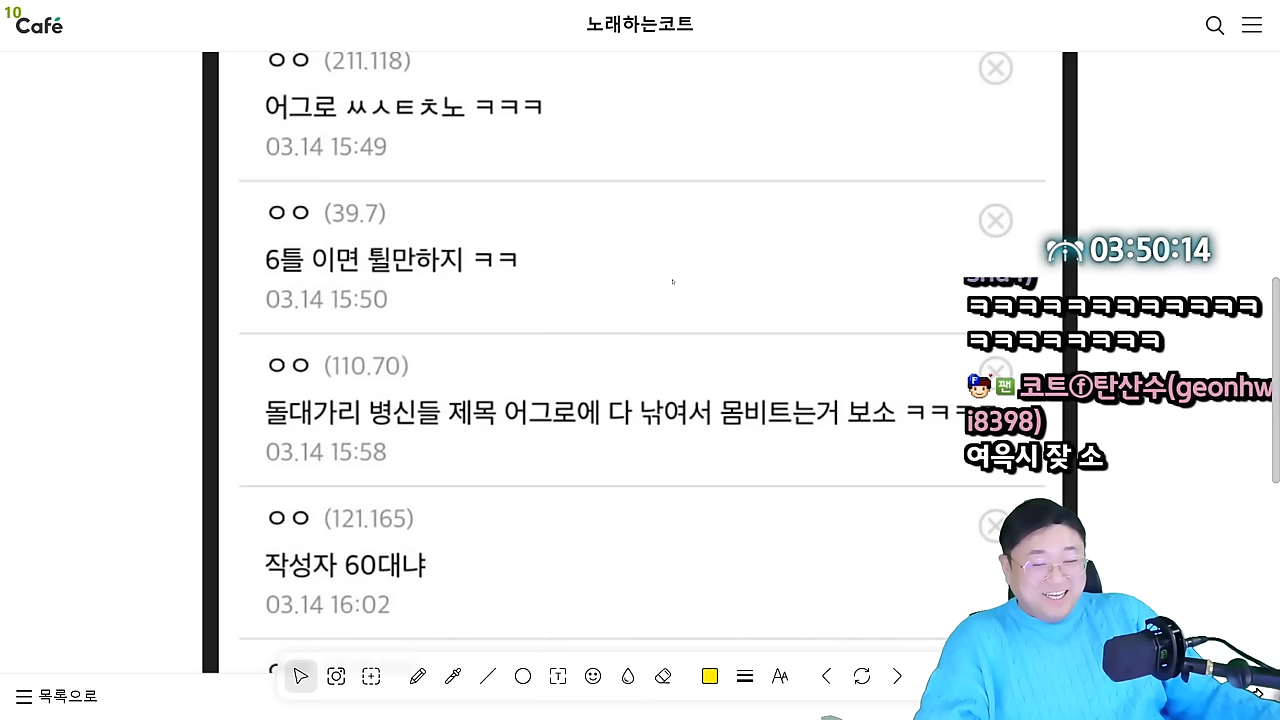 10
Café
노래하는코트
ㅇㅇ (211.118)
어그로 ㅆㅅㅌㅊ노 ㅋㅋㅋ
03.14 15:49
ㅇㅇ (39.7)
6틀 이면 튈만하지 ㅋㅋ
03.14 15:50
ㅇㅇ (110.70)
돌대가리 병신들 제목 어그로에 다 낚여서 몸비트는거 보소 ㅋㅋㅋ
03.14 15:58
ㅇㅇ (121.165)
작성자 60대냐
03.14 16:02
03:50:14
ㅋㅋㅋㅋㅋㅋㅋㅋㅋㅋㅋㅋ
ㅋㅋㅋㅋㅋㅋㅋㅋ
팬 코트ⓕ탄산수(geonhw
i8398)
여윽시 잦 소
목록으로